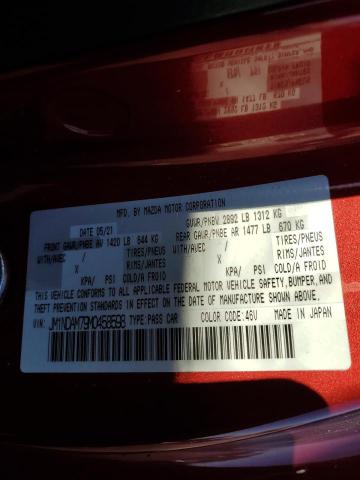 MFD. BY MAZDA MOTOR CORPORATION
DATE 05/21 GVWR/PNBV 2892 LB 1312 KG
FRONT GAWR/PNBE AV 1420 LB 644 KG REAR GAWR/PNBE AR 1477 LB 670 KG
WITH/AVEC / TIRES/PNEUS WITH/AVEC / TIRES/PNEUS
X RIMS/JANTES X RIMS/JANTES
KPA/ PSI COLD/A FROID KPA/ PSI COLD/A FROID
THIS VEHICLE CONFORMS TO ALL APPLICABLE FEDERAL MOTOR VEHICLE SAFETY, BUMPER, AND
THEFT PREVENTION STANDARDS IN EFFECT ON THE DATE OF MANUFACTURE SHOWN ABOVE.
VIN: JM1NDAM79M0458598 TYPE:PASS CAR COLOR CODE: 46V
MADE IN JAPAN